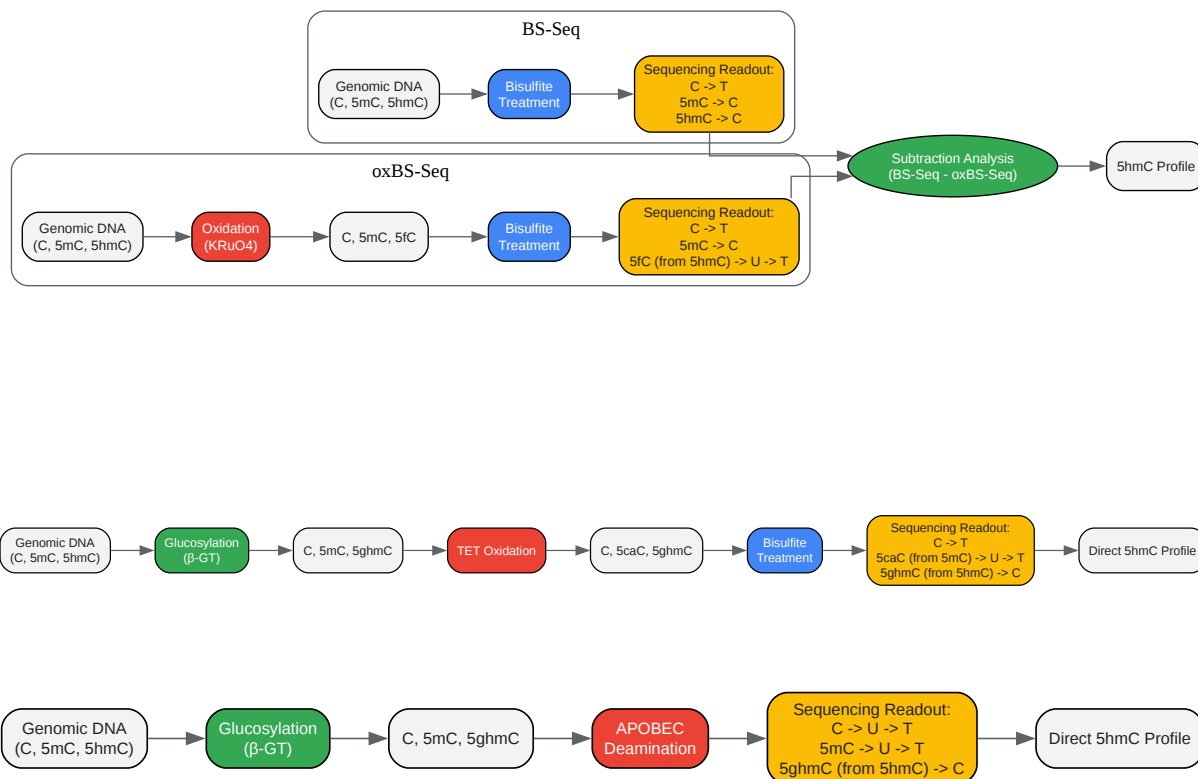 BS-Seq
Genomic DNA
(C, 5mC, 5hmC)
Bisulfite
Treatment
Sequencing Readout:
C -> T
5mC -> C
5hmC -> C
oxBS-Seq
Genomic DNA
(C, 5mC, 5hmC)
Oxidation
(KRuO4)
C, 5mC, 5fC
Bisulfite
Treatment
Sequencing Readout:
C -> T
5mC -> C
5fC (from 5hmC) -> U -> T
Subtraction Analysis
(BS-Seq - oxBS-Seq)
5hmC Profile
Genomic DNA
(C, 5mC, 5hmC)
Glucosylation
(β-GT)
C, 5mC, 5ghmC
TET Oxidation
C, 5caC, 5ghmC
Bisulfite
Treatment
Sequencing Readout:
C -> T
5caC (from 5mC) -> U -> T
5ghmC (from 5hmC) -> C
Direct 5hmC Profile
Genomic DNA
(C, 5mC, 5hmC)
Glucosylation
(β-GT)
C, 5mC, 5ghmC
APOBEC
Deamination
Sequencing Readout:
C -> U -> T
5mC -> U -> T
5ghmC (from 5hmC) -> C
Direct 5hmC Profile